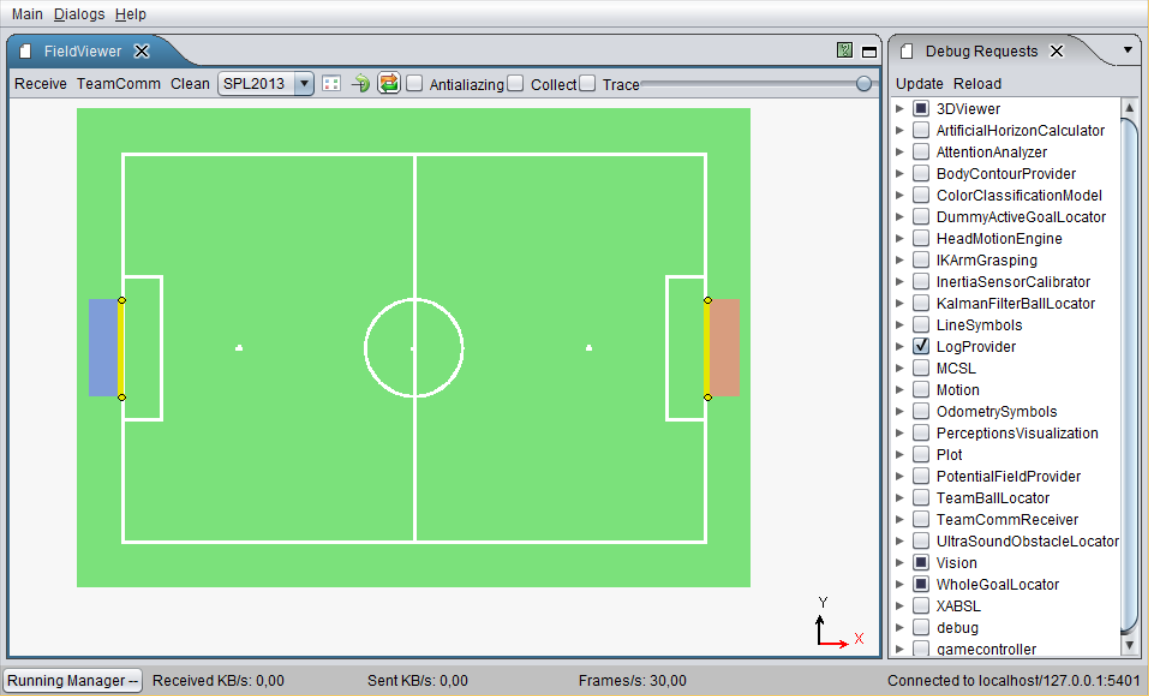 Main Dialogs Help
FieldViewer
Receive TeamComm Clean SPL2013 Antialiazing Collect Trace
Y
X
Debug Requests
Update Reload
3DViewer
ArtificialHorizonCalculator
AttentionAnalyzer
BodyContourProvider
ColorClassificationModel
DummyActiveGoalLocator
HeadMotionEngine
IKArmGrasping
InertiaSensorCalibrator
KalmanFilterBallLocator
LineSymbols
LogProvider
MCSL
Motion
OdometrySymbols
PerceptionsVisualization
Plot
PotentialFieldProvider
TeamBallLocator
TeamCommReceiver
UltraSoundObstacleLocator
Vision
WholeGoalLocator
XABSL
debug
gamecontroller
Running Manager -- Received KB/s: 0,00 Sent KB/s: 0,00 Frames/s: 30,00 Connected to localhost/127.0.0.1:5401